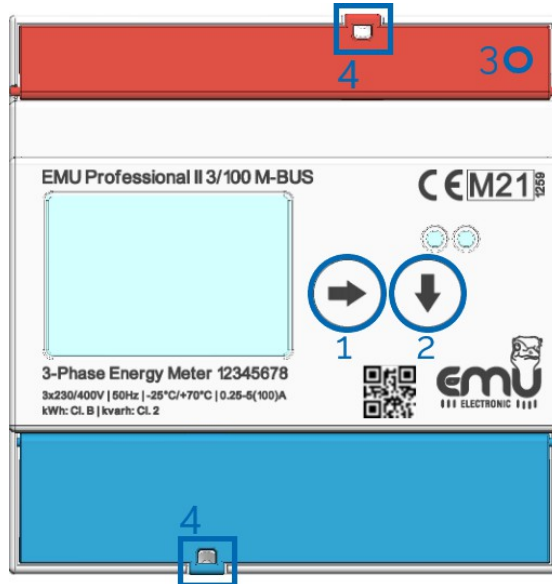 4
3
EMU Professional II 3/100 M-BUS
CE M21 1259
1
2
3-Phase Energy Meter 12345678
3x230/400V | 50Hz | -25°C/+70°C | 0.25-5(100)A
kWh: Cl. B | kvarh: Cl. 2
emu
ELECTRONIC
4